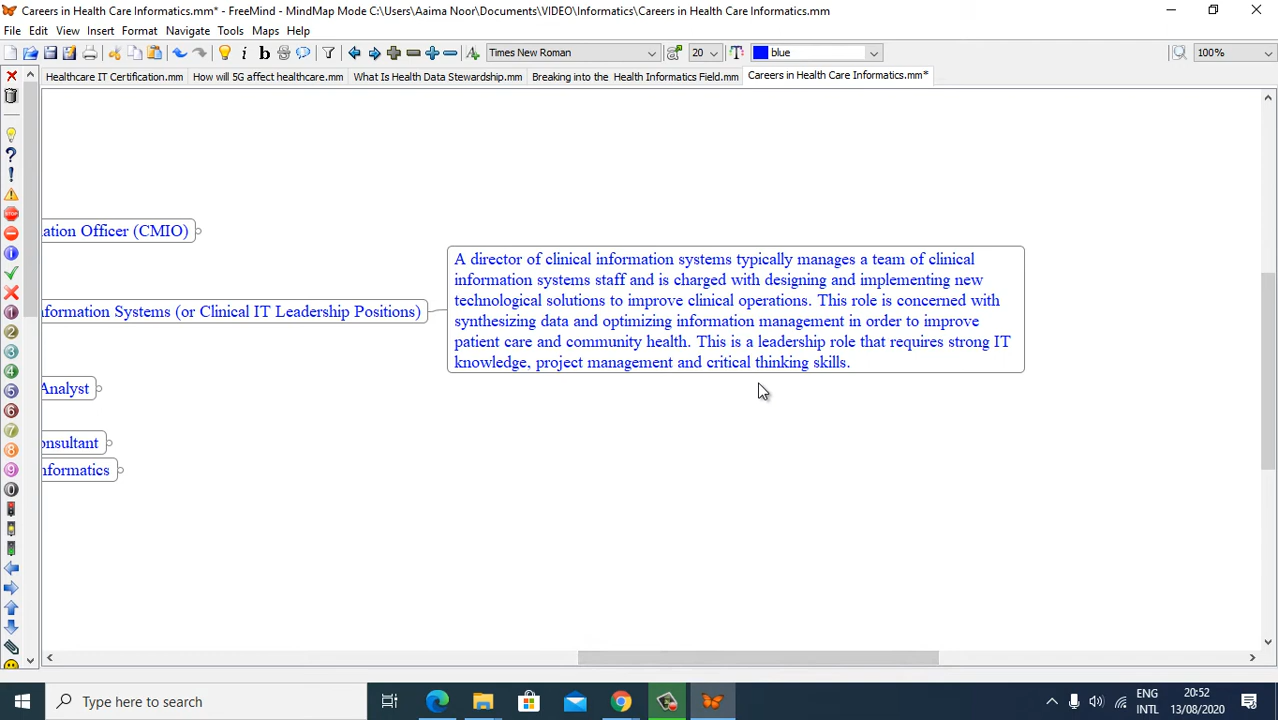 Careers in Health Care Informatics.mm* - FreeMind - MindMap Mode C:\Users\Aaina Noor\Documents\VIDEO\Informatics\Careers in Health Care Informatics.mm
File Edit View Insert Format Navigate Tools Maps Help
Times New Roman 20 blue 100%
Healthcare IT Certification.mm How will 5G affect healthcare.mm What Is Health Data Stewardship.mm Breaking into the Health Informatics Field.mm Careers in Health Care Informatics.mm*
ation Officer (CMIO)
A director of clinical information systems typically manages a team of clinical
information systems staff and is charged with designing and implementing new
technological solutions to improve clinical operations. This role is concerned with
synthesizing data and optimizing information management in order to improve
patient care and community health. This is a leadership role that requires strong IT
knowledge, project management and critical thinking skills.
nformation Systems (or Clinical IT Leadership Positions)
Analyst
onsultant
nformatics
Type here to search
ENG
INTL
20:52
13/08/2020